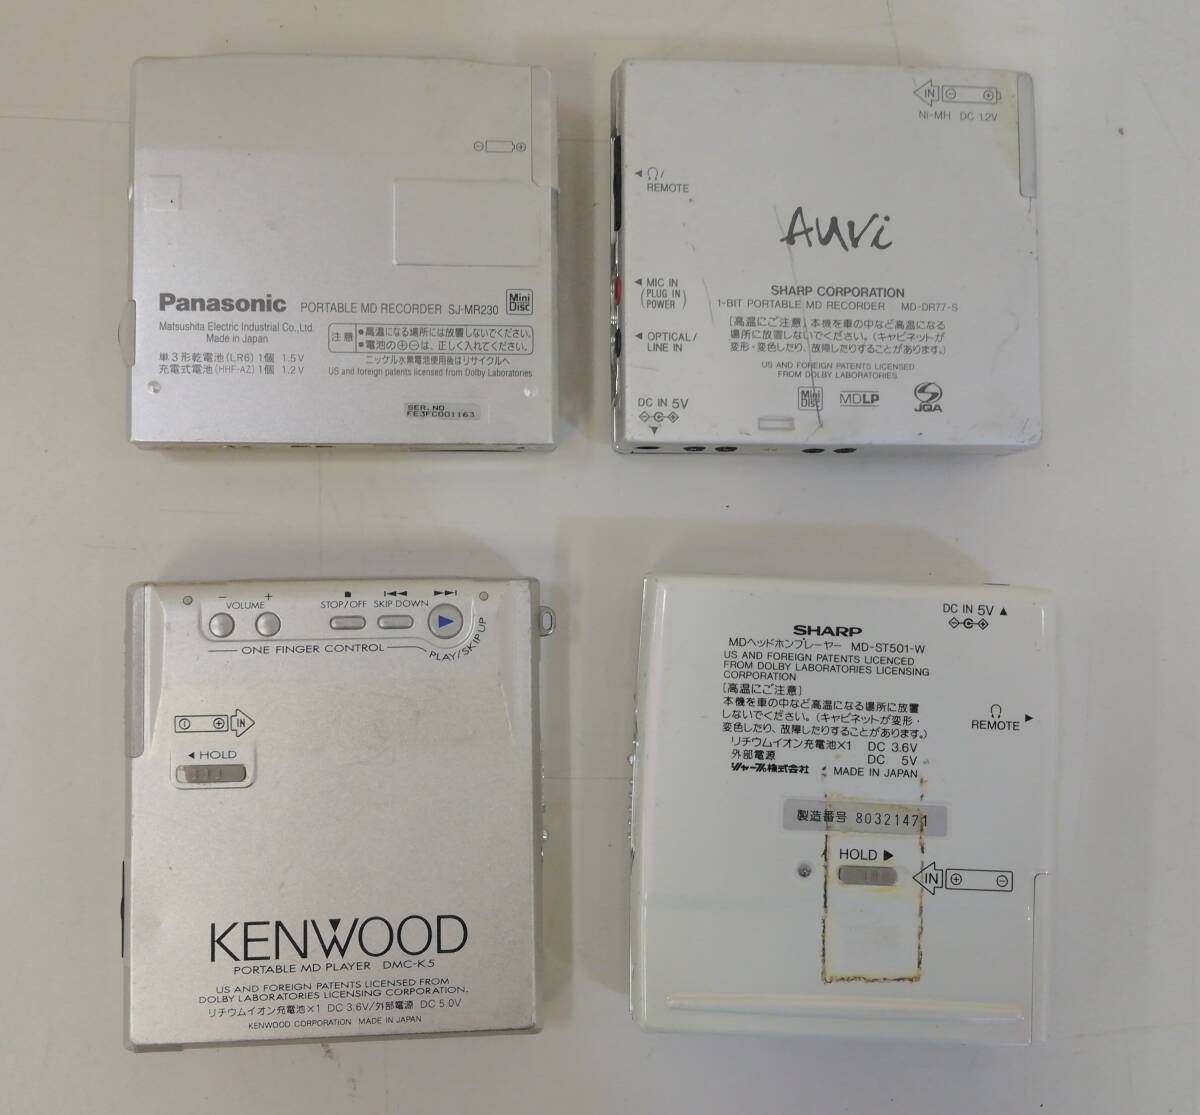 Panasonic PORTABLE MD RECORDER SJ-MR230 Mini Disc
Matsushita Electric Industrial Co.,Ltd.
Made in Japan
単3形乾電池(LR6) 1個 1.5V
充電式電池(HHF-AZ) 1個 1.2V
注意
●高温になる場所には放置しないでください。
●電池の⊕⊖は、正しく入れてください。
ニッケル水素電池使用後はリサイクルへ
US and foreign patents licensed from Dolby Laboratories
SER. NO
FE3FC001163
IN
Ni-MH DC 1.2V
Ω/
REMOTE
AUVi
MIC IN
(PLUG IN POWER)
OPTICAL/
LINE IN
DC IN 5V
SHARP CORPORATION
1-BIT PORTABLE MD RECORDER MD-DR77-S
[高温にご注意] 本機を車の中など高温になる
場所に放置しないでください。(キャビネットが
変形・変色したり、故障したりすることがあります。)
US AND FOREIGN PATENTS LICENSED
FROM DOLBY LABORATORIES.
Mini Disc MDLP JQA
− +
VOLUME
■ ⏮ ⏭
STOP/OFF SKIP DOWN
PLAY/SKIP UP
ONE FINGER CONTROL
IN
◀ HOLD
KENWOOD
PORTABLE MD PLAYER DMC-K5
US AND FOREIGN PATENTS LICENSED FROM
DOLBY LABORATORIES LICENSING CORPORATION.
リチウムイオン充電池×1 DC 3.6V/外部電源 DC 5.0V
KENWOOD CORPORATION MADE IN JAPAN
DC IN 5V ▲
SHARP
MDヘッドホンプレーヤー MD-ST501-W
US AND FOREIGN PATENTS LICENCED
FROM DOLBY LABORATORIES LICENSING
CORPORATION
[高温にご注意]
本機を車の中など高温になる場所に放置
しないでください。(キャビネットが変形・
変色したり、故障したりすることがあります。)
リチウムイオン充電池×1 DC 3.6V
外部電源 DC 5V
シャープ株式会社 MADE IN JAPAN
Ω
REMOTE ▶
製造番号 80321471
HOLD ▶
IN